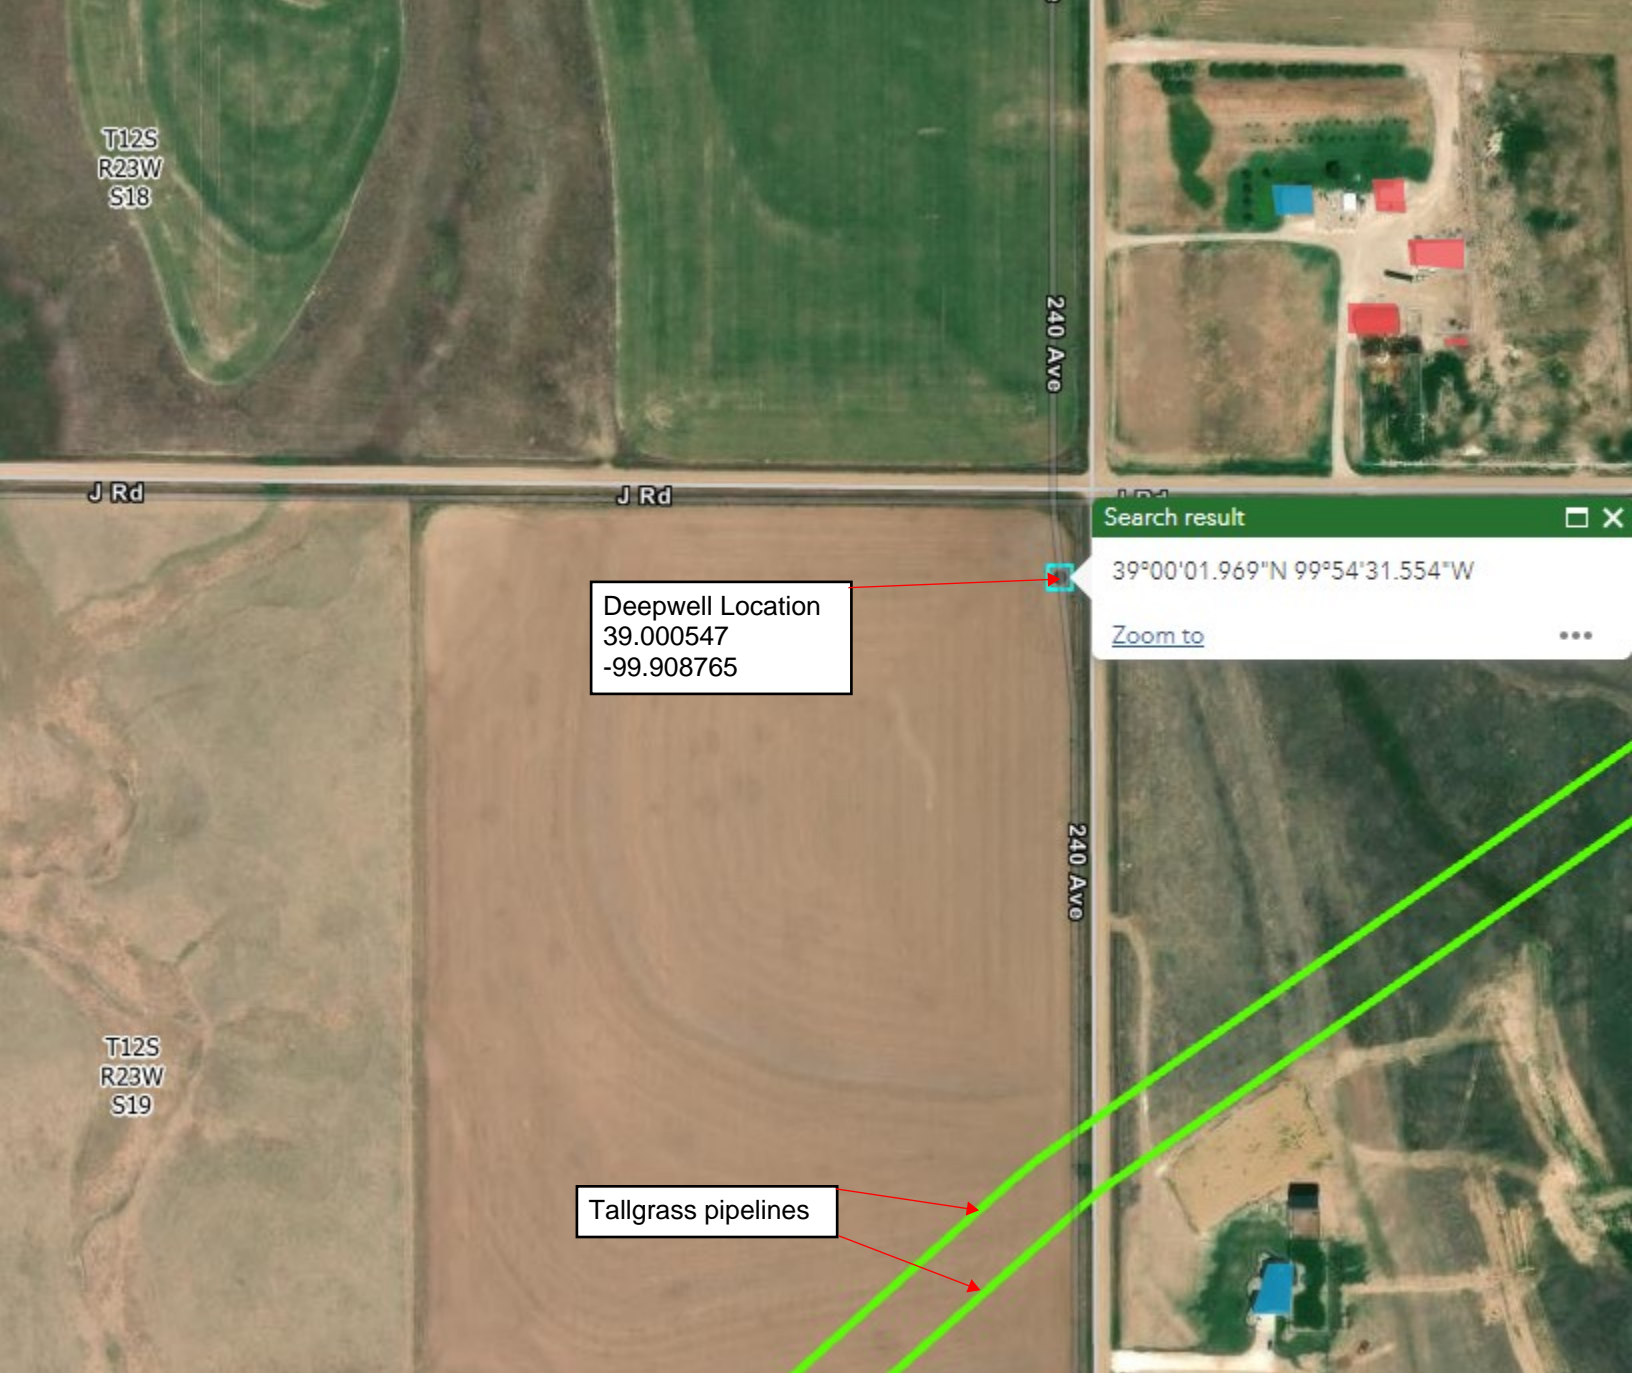 T12S
R23W
S18
240 Ave
J Rd
J Rd
J Rd
Search result
39°00'01.969"N 99°54'31.554"W
Zoom to
Deepwell Location
39.000547
-99.908765
240 Ave
T12S
R23W
S19
Tallgrass pipelines